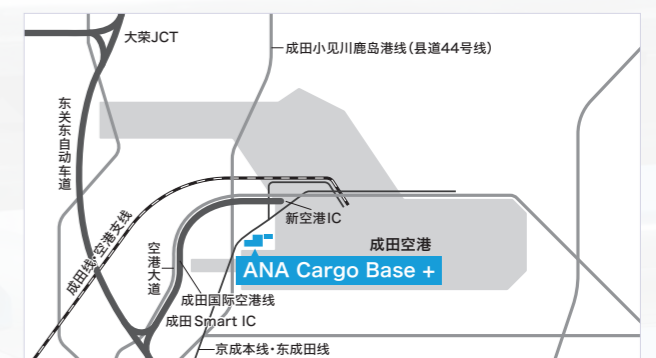 大荣JCT
成田小见川鹿岛港线(县道44号线)
东关东自动车道
新空港IC
成田线・空港支线
空港大道
成田空港
ANA Cargo Base +
成田国际空港线
成田Smart IC
京成本线・东成田线